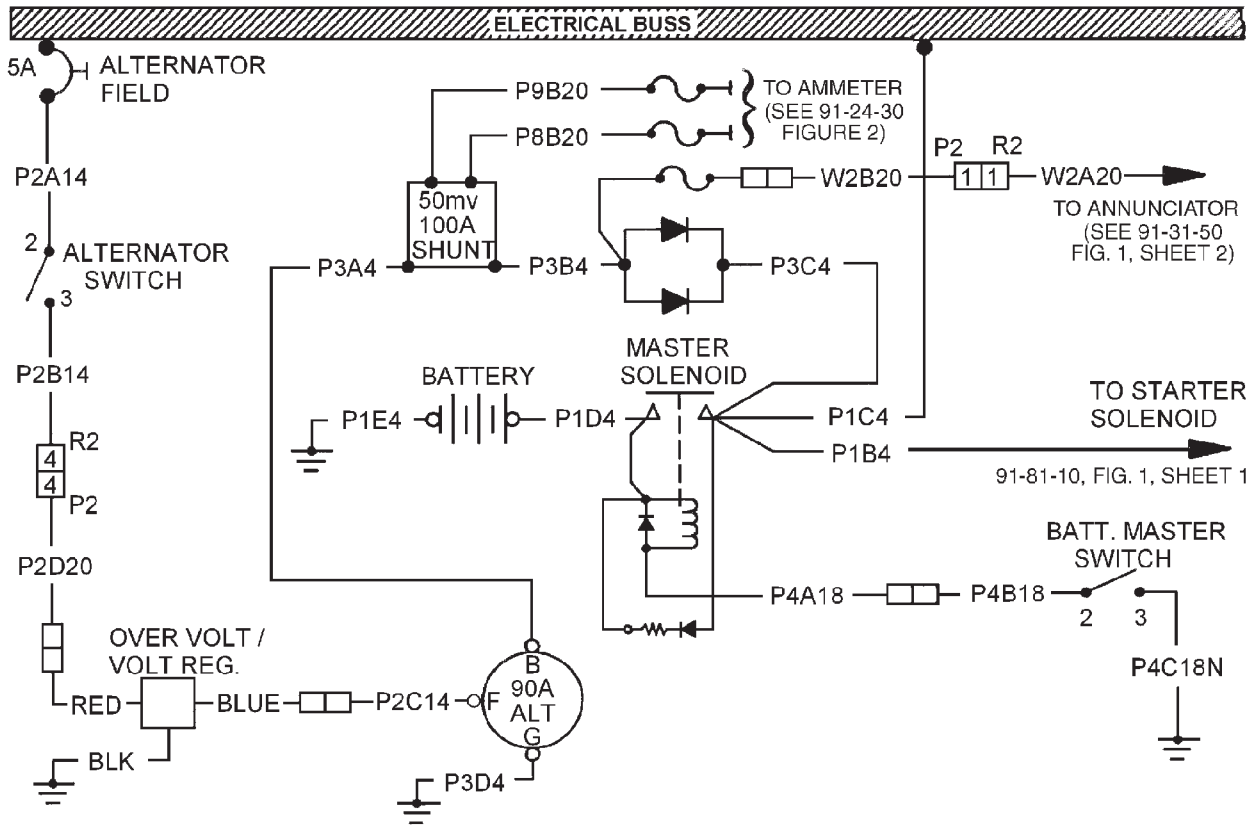 ELECTRICAL BUSS
5A
ALTERNATOR
FIELD
P2A14
2
ALTERNATOR
SWITCH
3
P2B14
R2
4
4
P2
P2D20
OVER VOLT /
VOLT REG.
RED
BLUE
P2C14
BLK
P9B20
P8B20
TO AMMETER
(SEE 91-24-30
FIGURE 2)
50mv
100A
SHUNT
P3A4
P3B4
P3C4
W2B20
P2
R2
1
1
W2A20
TO ANNUNCIATOR
(SEE 91-31-50
FIG. 1, SHEET 2)
MASTER
SOLENOID
BATTERY
P1E4
P1D4
P1C4
P1B4
TO STARTER
SOLENOID
91-81-10, FIG. 1, SHEET 1
BATT. MASTER
SWITCH
P4A18
P4B18
2
3
P4C18N
B
90A
F
ALT
G
P3D4